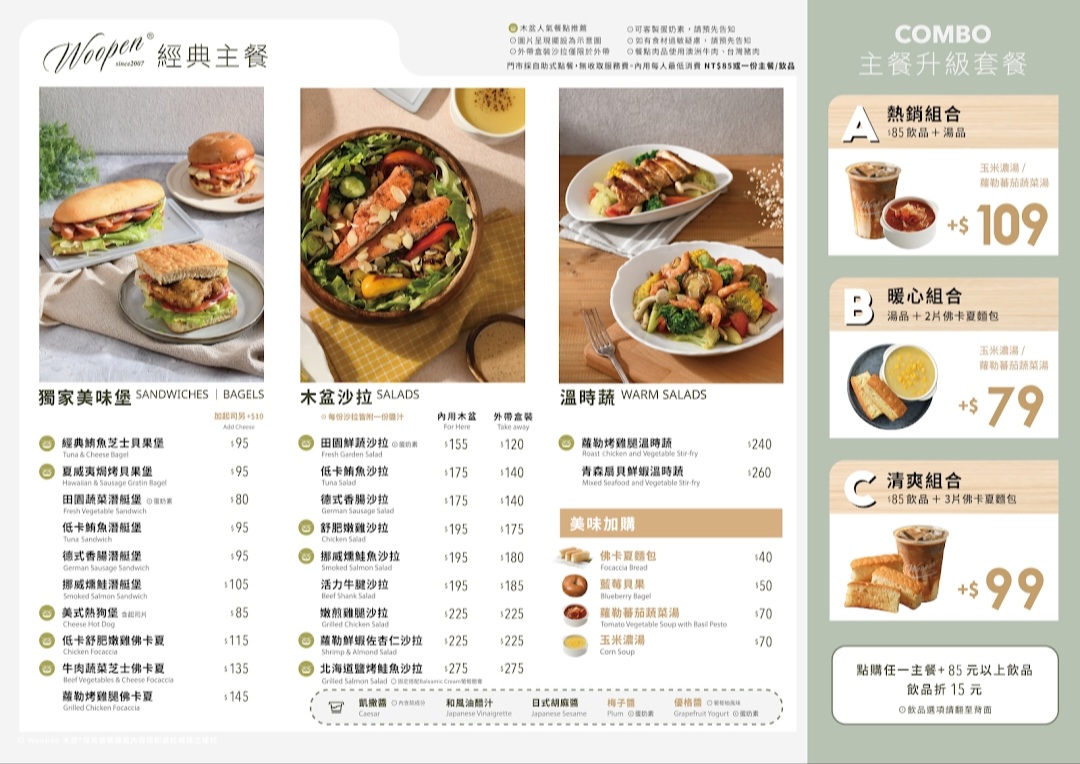 Woopen®
since2007
經典主餐
木盆人氣餐點推薦
圖片呈現擺設為示意圖
外帶盒裝沙拉僅限於外帶
可客製蛋奶素，請預先告知
如有食材過敏疑慮，請預先告知
餐點肉品使用澳洲牛肉、台灣豬肉
門市採自助式點餐，無收取服務費。內用每人最低消費 NT$85或一份主餐/飲品
獨家美味堡 SANDWICHES | BAGELS
加起司另+$10
Add Cheese
經典鮪魚芝士貝果堡 $95
Tuna & Cheese Bagel
夏威夷焗烤貝果堡 $95
Hawaiian & Sausage Gratin Bagel
田園蔬菜潛艇堡 蛋奶素 $80
Fresh Vegetable Sandwich
低卡鮪魚潛艇堡 $95
Tuna Sandwich
德式香腸潛艇堡 $95
German Sausage Sandwich
挪威燻鮭潛艇堡 $105
Smoked Salmon Sandwich
美式熱狗堡 含起司片 $85
Cheese Hot Dog
低卡舒肥嫩雞佛卡夏 $115
Chicken Focaccia
牛肉蔬菜芝士佛卡夏 $135
Beef Vegetables & Cheese Focaccia
蘿勒烤雞腿佛卡夏 $145
Grilled Chicken Focaccia
木盆沙拉 SALADS
※每份沙拉皆附一份醬汁
內用木盆 外帶盒裝
For Here Take away
田園鮮蔬沙拉 蛋奶素 $155 $120
Fresh Garden Salad
低卡鮪魚沙拉 $175 $140
Tuna Salad
德式香腸沙拉 $175 $140
German Sausage Salad
舒肥嫩雞沙拉 $195 $175
Chicken Salad
挪威燻鮭魚沙拉 $195 $180
Smoked Salmon Salad
活力牛腱沙拉 $195 $185
Beef Shank Salad
嫩煎雞腿沙拉 $225 $225
Grilled Chicken Salad
蘿勒鮮蝦佐杏仁沙拉 $225 $225
Shrimp & Almond Salad
北海道鹽烤鮭魚沙拉 $275 $275
Grilled Salmon Salad 固定搭配Balsamic Cream葡萄醋膏
凱撒醬 內含蒜成分
Caesar
和風油醋汁
Japanese Vinaigrette
日式胡麻醬
Japanese Sesame
梅子醬
Plum 蛋奶素
優格醬 葡萄柚風味
Grapefruit Yogurt 蛋奶素
溫時蔬 WARM SALADS
蘿勒烤雞腿溫時蔬 $240
Roast Chicken and Vegetable Stir-fry
青森扇貝鮮蝦溫時蔬 $260
Mixed Seafood and Vegetable Stir-fry
美味加購
佛卡夏麵包 $40
Focaccia Bread
藍莓貝果 $50
Blueberry Bagel
蘿勒蕃茄蔬菜湯 $70
Tomato Vegetable Soup with Basil Pesto
玉米濃湯 $70
Corn Soup
COMBO
主餐升級套餐
A 熱銷組合
$85飲品＋湯品
玉米濃湯/
蘿勒蕃茄蔬菜湯
+$109
B 暖心組合
湯品＋2片佛卡夏麵包
玉米濃湯/
蘿勒蕃茄蔬菜湯
+$79
C 清爽組合
$85飲品＋3片佛卡夏麵包
+$99
點購任一主餐+85元以上飲品
飲品折15元
飲品選項請翻至背面